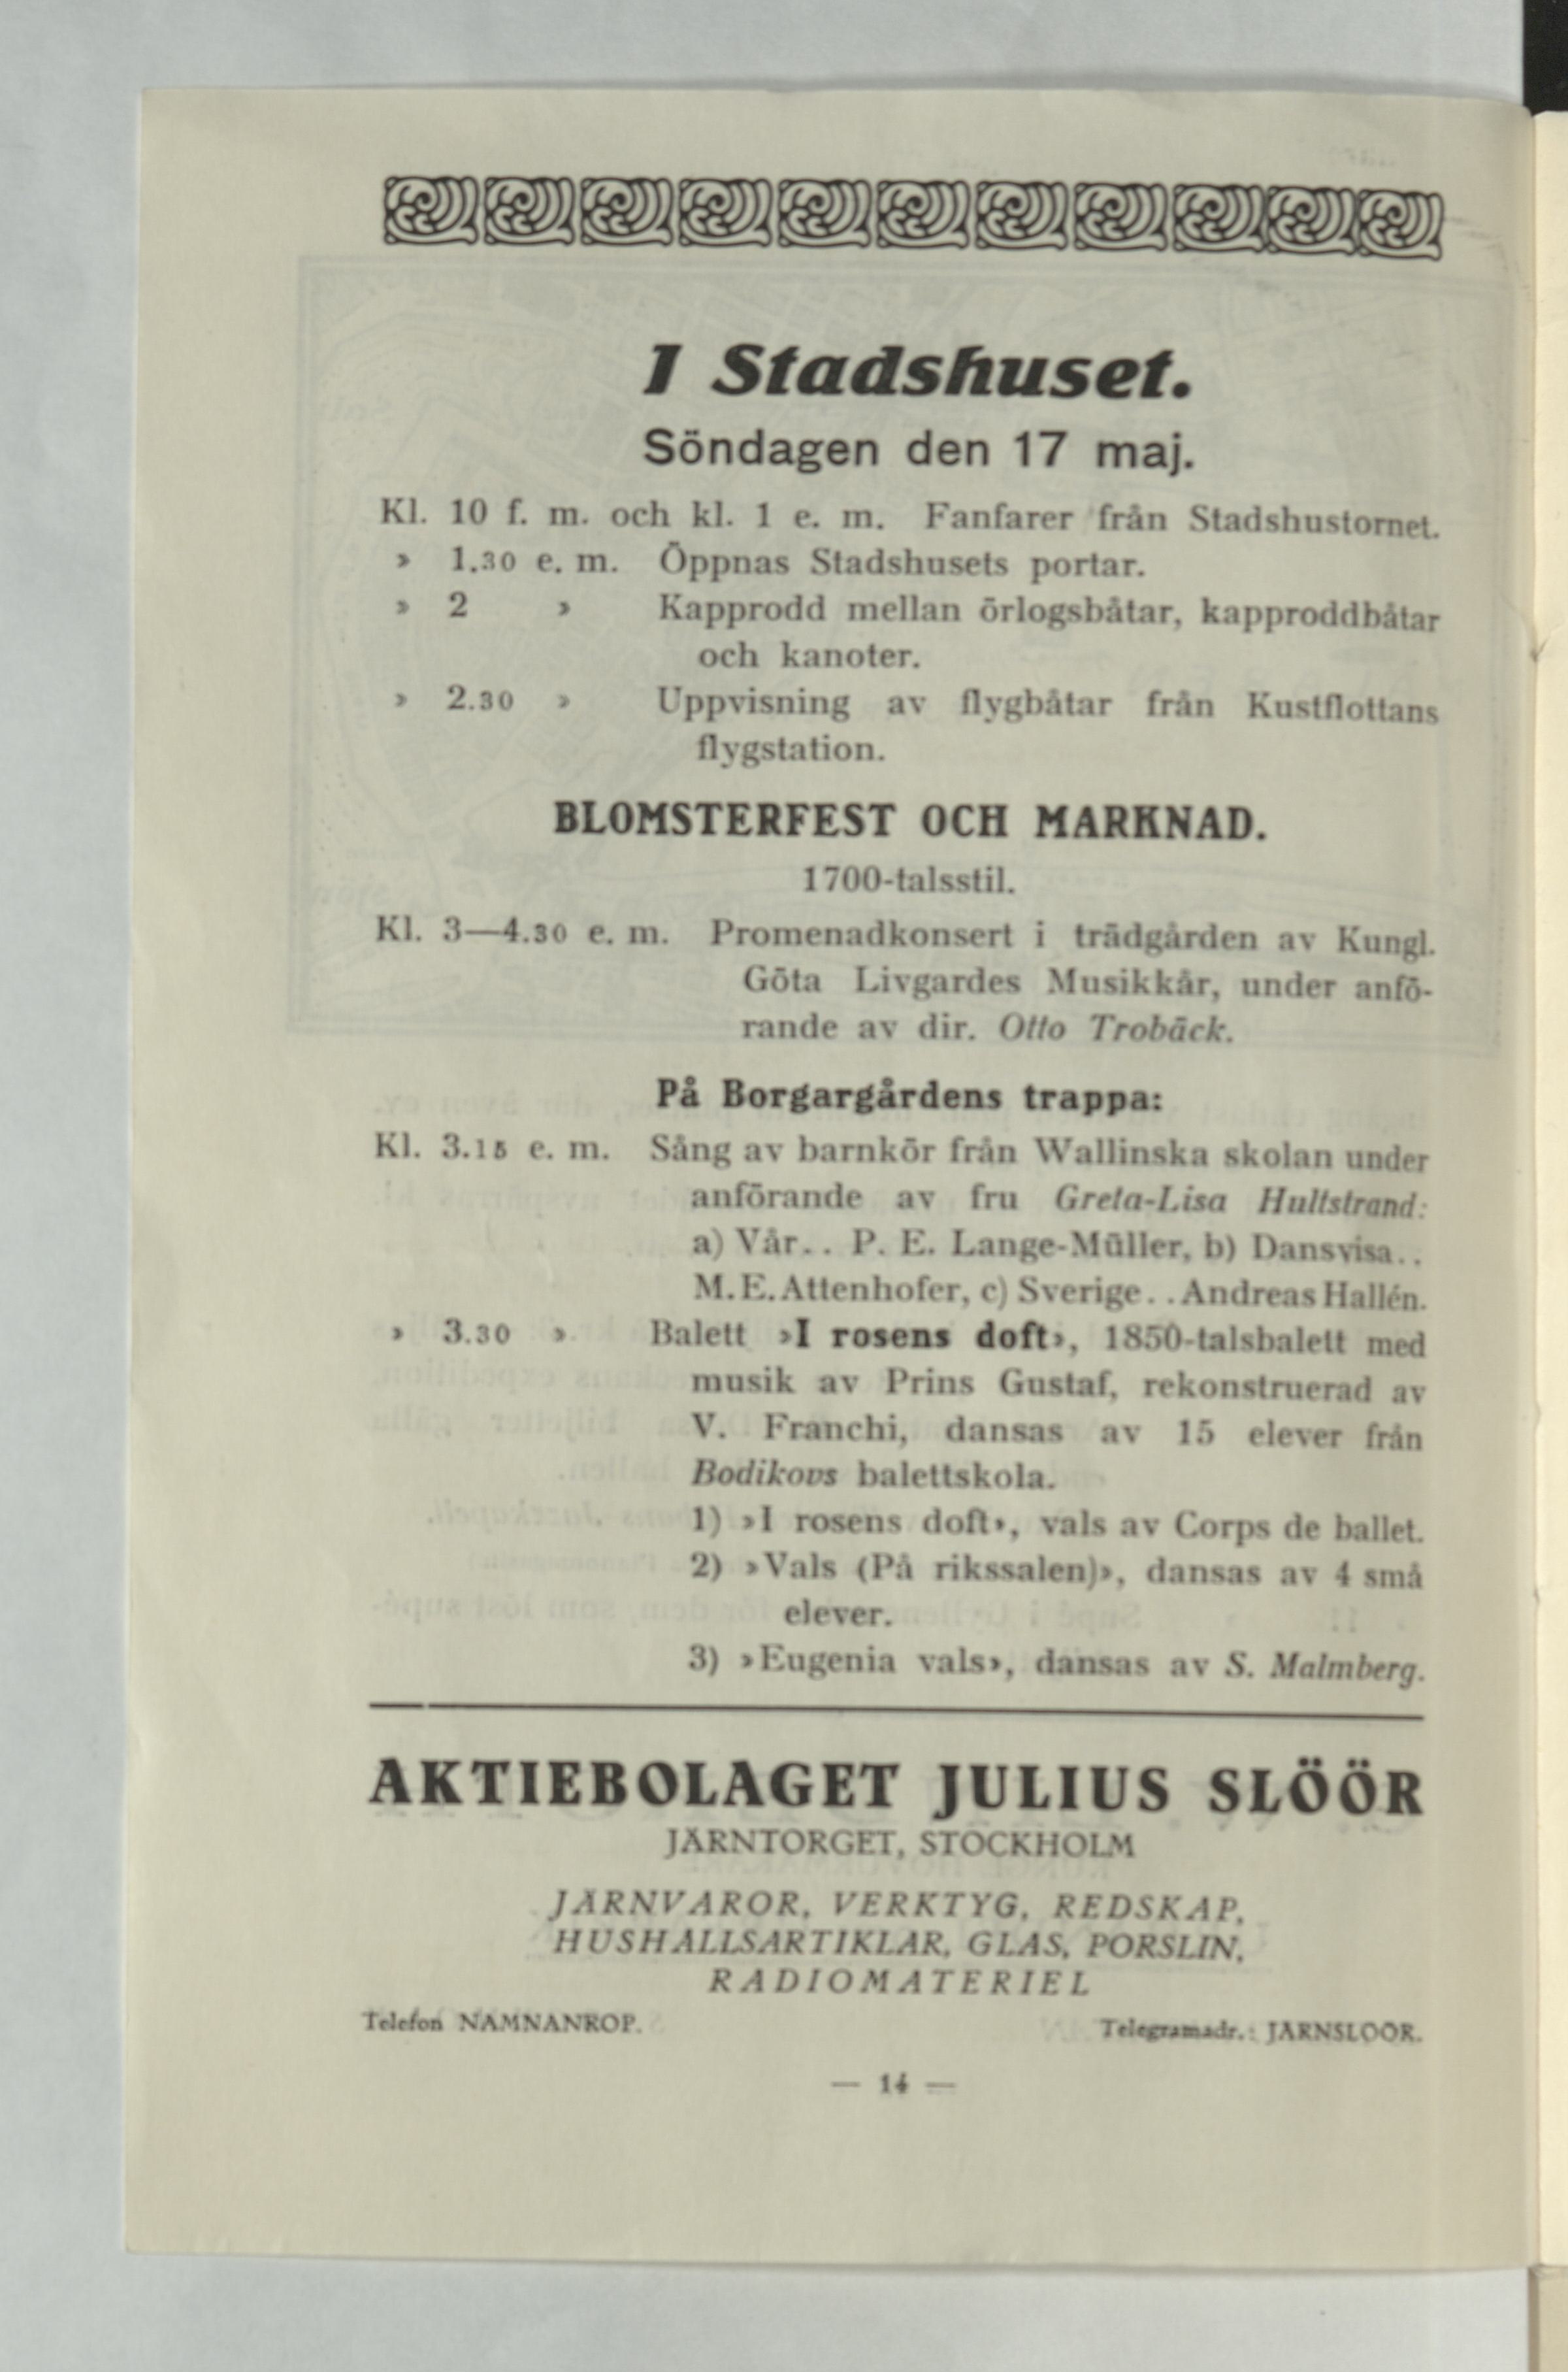 I Stadshuset.
Söndagen den 17 maj.
Kl. 10 f. m. och kl. 1 e. m. Fanfarer från Stadshustornet.
» 1.30 e. m. Öppnas Stadshusets portar.
» 2 » Kapprodd mellan örlogsbåtar, kapproddbåtar
och kanoter.
» 2.30 » Uppvisning av flygbåtar från Kustflottans
flygstation.
BLOMSTERFEST OCH MARKNAD.
1700-talsstil.
Kl. 3—4.30 e. m. Promenadkonsert i trädgården av Kungl.
Göta Livgardes Musikkår, under anfö-
rande av dir. Otto Trobäck.
På Borgargårdens trappa:
Kl. 3.15 e. m. Sång av barnkör från Wallinska skolan under
anförande av fru Greta-Lisa Hultstrand:
a) Vår. . P. E. Lange-Müller, b) Dansvisa. .
M. E. Attenhofer, c) Sverige. . Andreas Hallén.
» 3.30 » Balett »I rosens doft», 1850-talsbalett med
musik av Prins Gustaf, rekonstruerad av
V. Franchi, dansas av 15 elever från
Bodikovs balettskola.
1) »I rosens doft», vals av Corps de ballet.
2) »Vals (På rikssalen)», dansas av 4 små
elever.
3) »Eugenia vals», dansas av S. Malmberg.
AKTIEBOLAGET JULIUS SLÖÖR
JÄRNTORGET, STOCKHOLM
JÄRNVAROR, VERKTYG, REDSKAP,
HUSHÅLLSARTIKLAR, GLAS, PORSLIN,
RADIOMATERIEL
Telefon NAMNANROP.
Telegramadr.: JÄRNSLÖÖR.
— 14 —